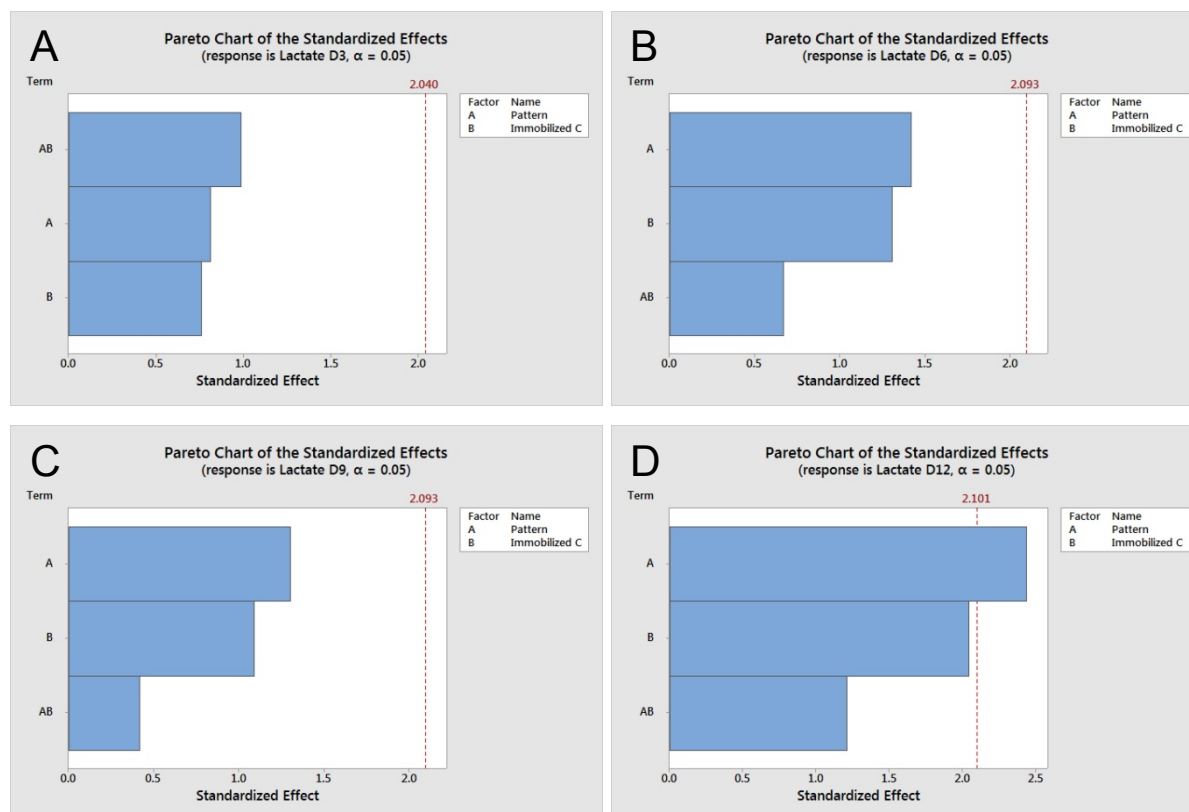 A
Pareto Chart of the Standardized Effects
(response is Lactate D3, α = 0.05)
Term
2.040
Factor Name
A Pattern
B Immobilized C
AB
A
B
0.0 0.5 1.0 1.5 2.0
Standardized Effect
B
Pareto Chart of the Standardized Effects
(response is Lactate D6, α = 0.05)
Term
2.093
Factor Name
A Pattern
B Immobilized C
A
B
AB
0.0 0.5 1.0 1.5 2.0
Standardized Effect
C
Pareto Chart of the Standardized Effects
(response is Lactate D9, α = 0.05)
Term
2.093
Factor Name
A Pattern
B Immobilized C
A
B
AB
0.0 0.5 1.0 1.5 2.0
Standardized Effect
D
Pareto Chart of the Standardized Effects
(response is Lactate D12, α = 0.05)
Term
2.101
Factor Name
A Pattern
B Immobilized C
A
B
AB
0.0 0.5 1.0 1.5 2.0 2.5
Standardized Effect